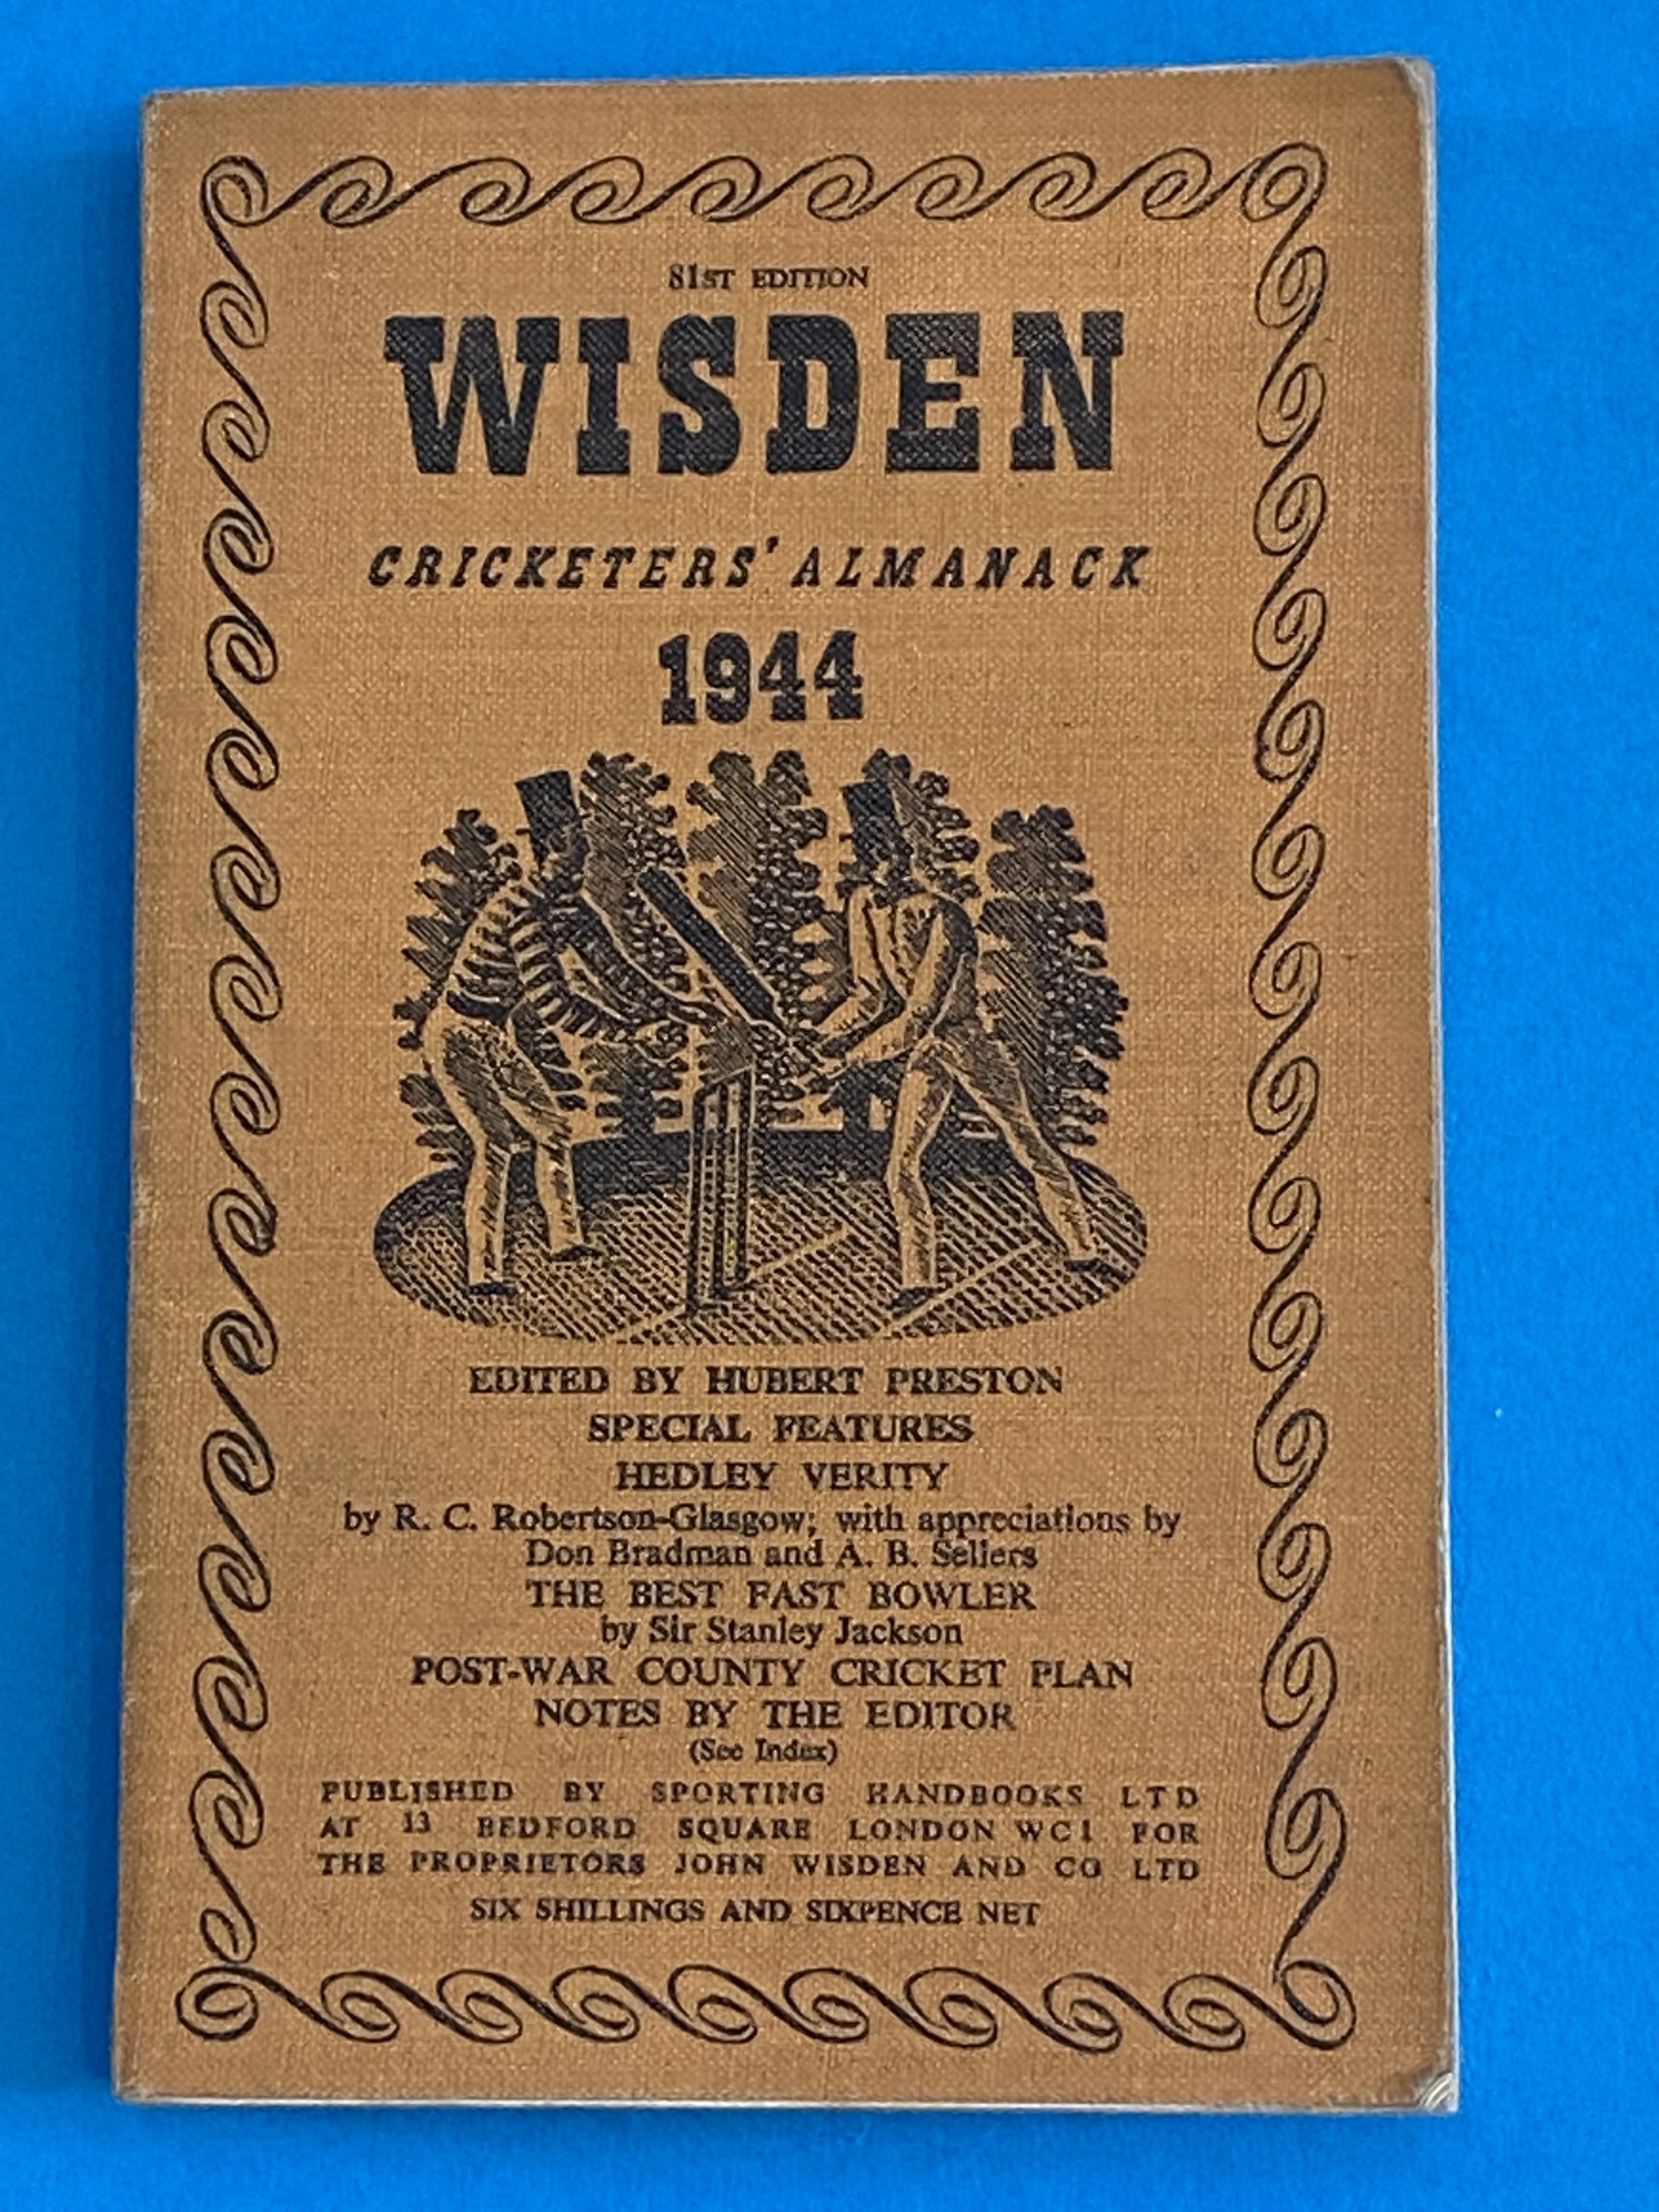 81ST EDITION
WISDEN
CRICKETERS' ALMANACK
1944
EDITED BY HUBERT PRESTON
SPECIAL FEATURES
HEDLEY VERITY
by R. C. Robertson-Glasgow; with appreciations by
Don Bradman and A. B. Sellers
THE BEST FAST BOWLER
by Sir Stanley Jackson
POST-WAR COUNTY CRICKET PLAN
NOTES BY THE EDITOR
(See Index)
PUBLISHED BY SPORTING HANDBOOKS LTD
AT 13 BEDFORD SQUARE LONDON WC1 FOR
THE PROPRIETORS JOHN WISDEN AND CO LTD
SIX SHILLINGS AND SIXPENCE NET